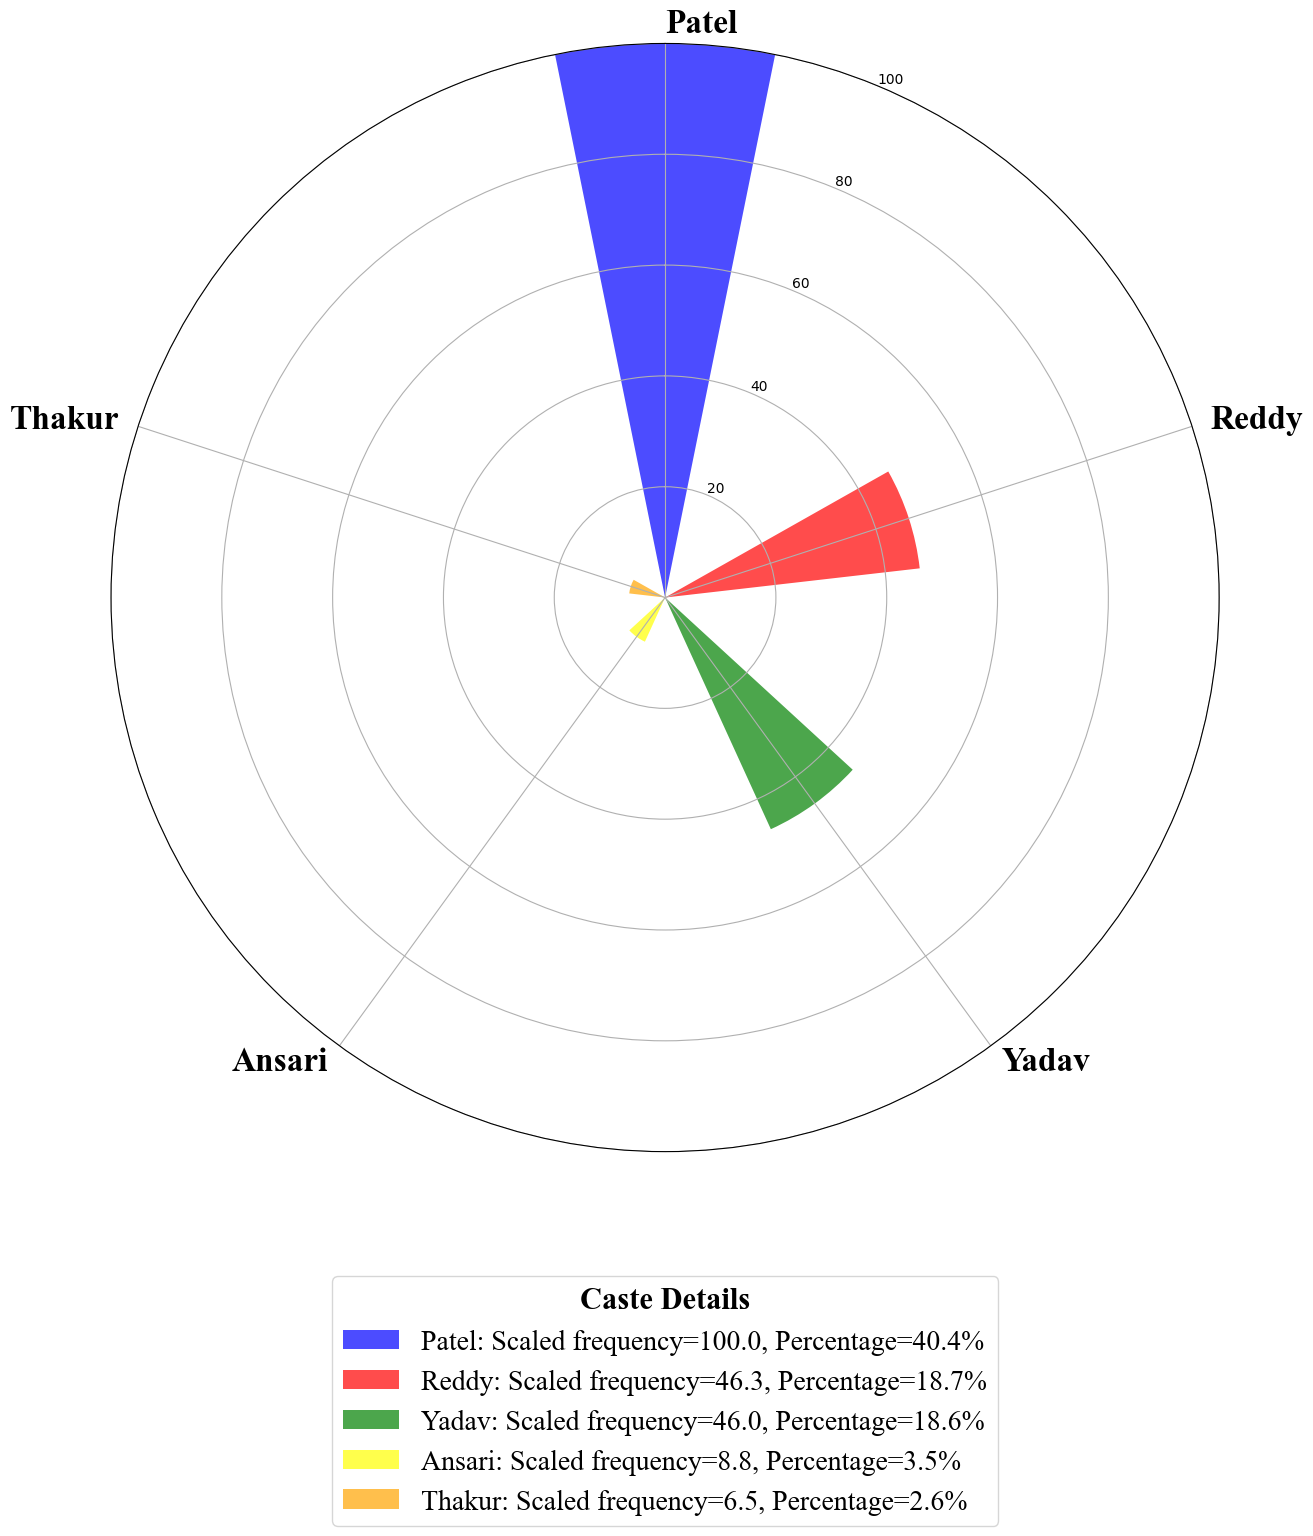 Patel
100
80
60
Thakur
40
Reddy
20
Ansari
Yadav
Caste Details
Patel: Scaled frequency=100.0, Percentage=40.4%
Reddy: Scaled frequency=46.3, Percentage=18.7%
Yadav: Scaled frequency=46.0, Percentage=18.6%
Ansari: Scaled frequency=8.8, Percentage=3.5%
Thakur: Scaled frequency=6.5, Percentage=2.6%